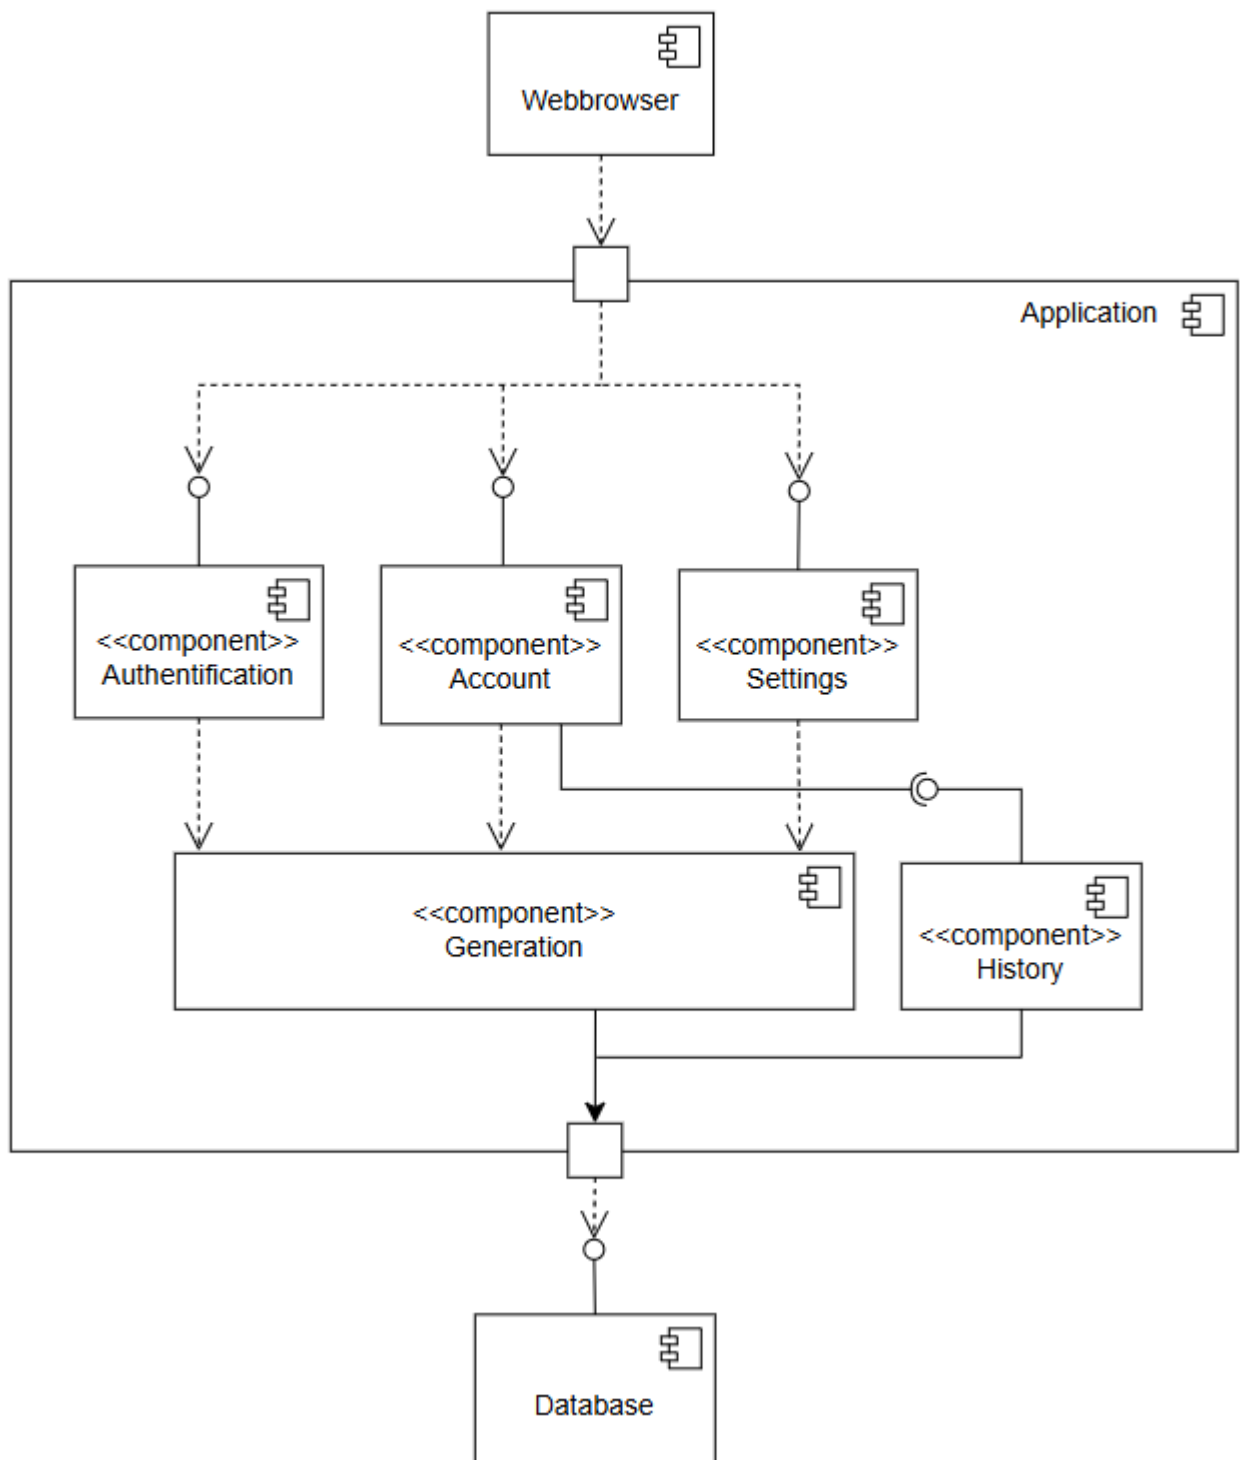 Webbrowser
Application
<<component>>
Authentification
<<component>>
Account
<<component>>
Settings
<<component>>
Generation
<<component>>
History
Database